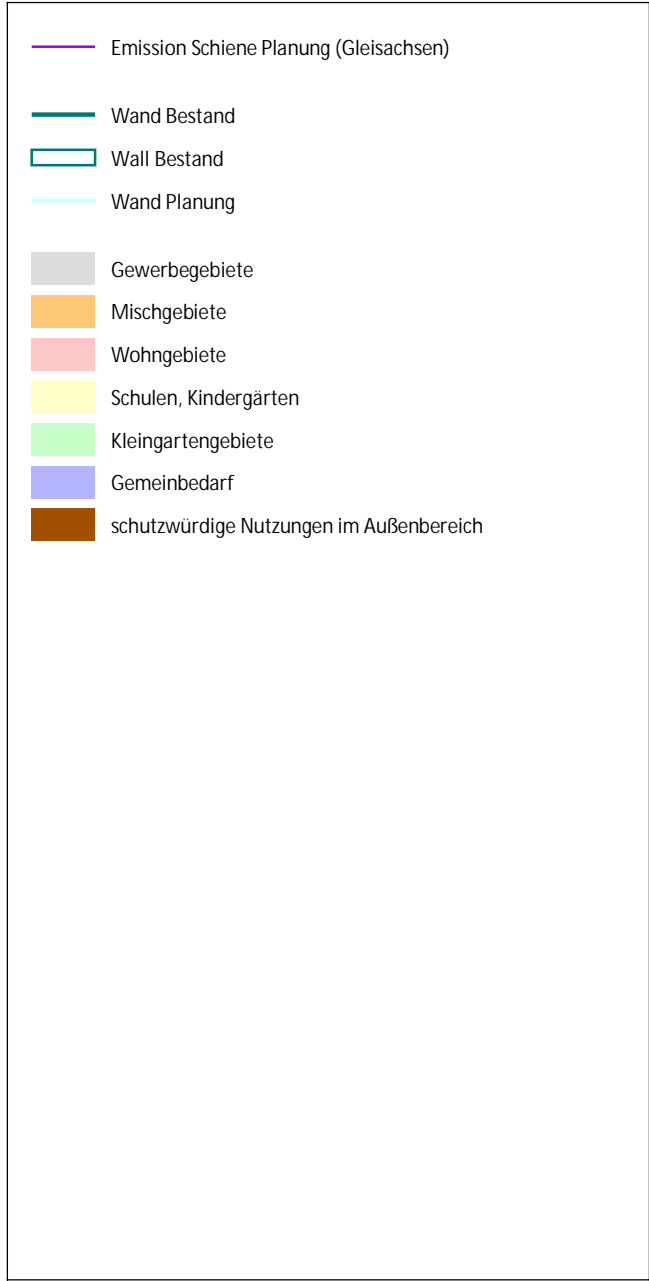 Emission Schiene Planung (Gleisachsen)
Wand Bestand
Wall Bestand
Wand Planung
Gewerbegebiete
Mischgebiete
Wohngebiete
Schulen, Kindergärten
Kleingartengebiete
Gemeinbedarf
schutzwürdige Nutzungen im Außenbereich